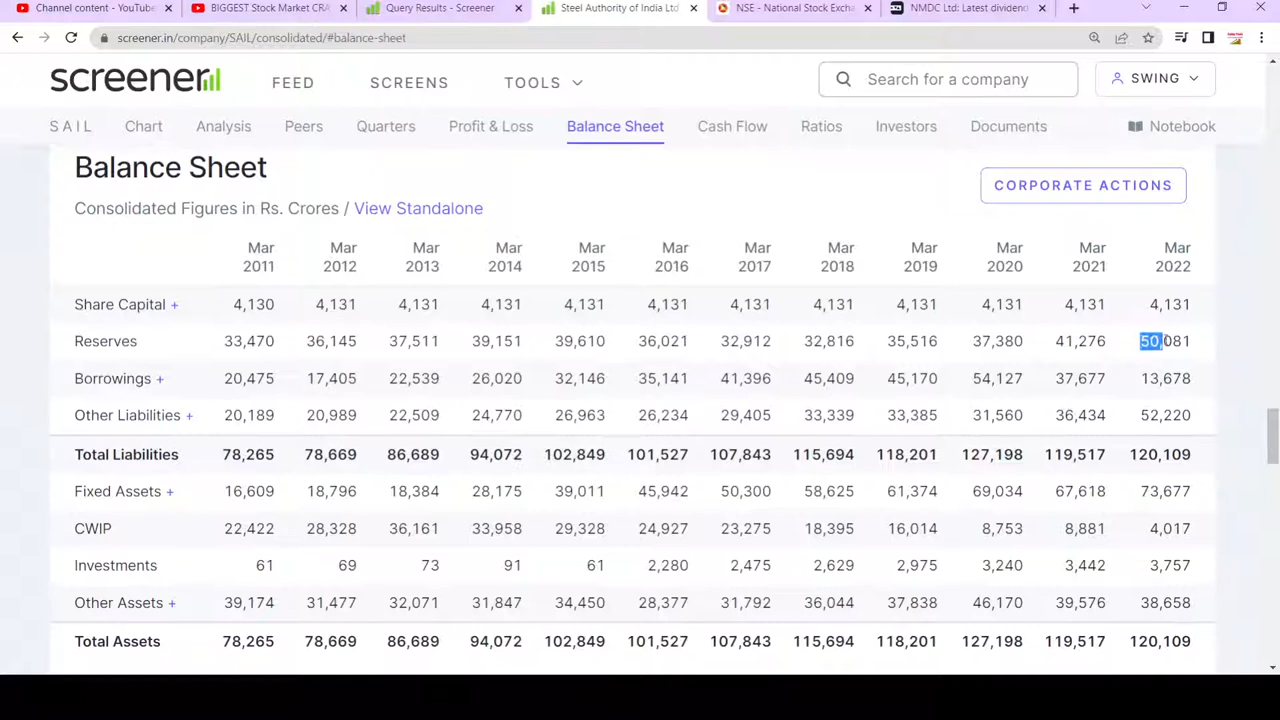 Channel content - YouTube
BIGGEST Stock Market CRA
Query Results - Screener
Steel Authority of India Ltd
NSE - National Stock Excha
NMDC Ltd: Latest dividend
screener.in/company/SAIL/consolidated/#balance-sheet
screener
FEED
SCREENS
TOOLS
Search for a company
SWING
S A I L
Chart
Analysis
Peers
Quarters
Profit & Loss
Balance Sheet
Cash Flow
Ratios
Investors
Documents
Notebook
Balance Sheet
CORPORATE ACTIONS
Consolidated Figures in Rs. Crores / View Standalone
Mar 2011 Mar 2012 Mar 2013 Mar 2014 Mar 2015 Mar 2016 Mar 2017 Mar 2018 Mar 2019 Mar 2020 Mar 2021 Mar 2022
Share Capital + 4,130 4,131 4,131 4,131 4,131 4,131 4,131 4,131 4,131 4,131 4,131 4,131
Reserves 33,470 36,145 37,511 39,151 39,610 36,021 32,912 32,816 35,516 37,380 41,276 50,081
Borrowings + 20,475 17,405 22,539 26,020 32,146 35,141 41,396 45,409 45,170 54,127 37,677 13,678
Other Liabilities + 20,189 20,989 22,509 24,770 26,963 26,234 29,405 33,339 33,385 31,560 36,434 52,220
Total Liabilities 78,265 78,669 86,689 94,072 102,849 101,527 107,843 115,694 118,201 127,198 119,517 120,109
Fixed Assets + 16,609 18,796 18,384 28,175 39,011 45,942 50,300 58,625 61,374 69,034 67,618 73,677
CWIP 22,422 28,328 36,161 33,958 29,328 24,927 23,275 18,395 16,014 8,753 8,881 4,017
Investments 61 69 73 91 61 2,280 2,475 2,629 2,975 3,240 3,442 3,757
Other Assets + 39,174 31,477 32,071 31,847 34,450 28,377 31,792 36,044 37,838 46,170 39,576 38,658
Total Assets 78,265 78,669 86,689 94,072 102,849 101,527 107,843 115,694 118,201 127,198 119,517 120,109